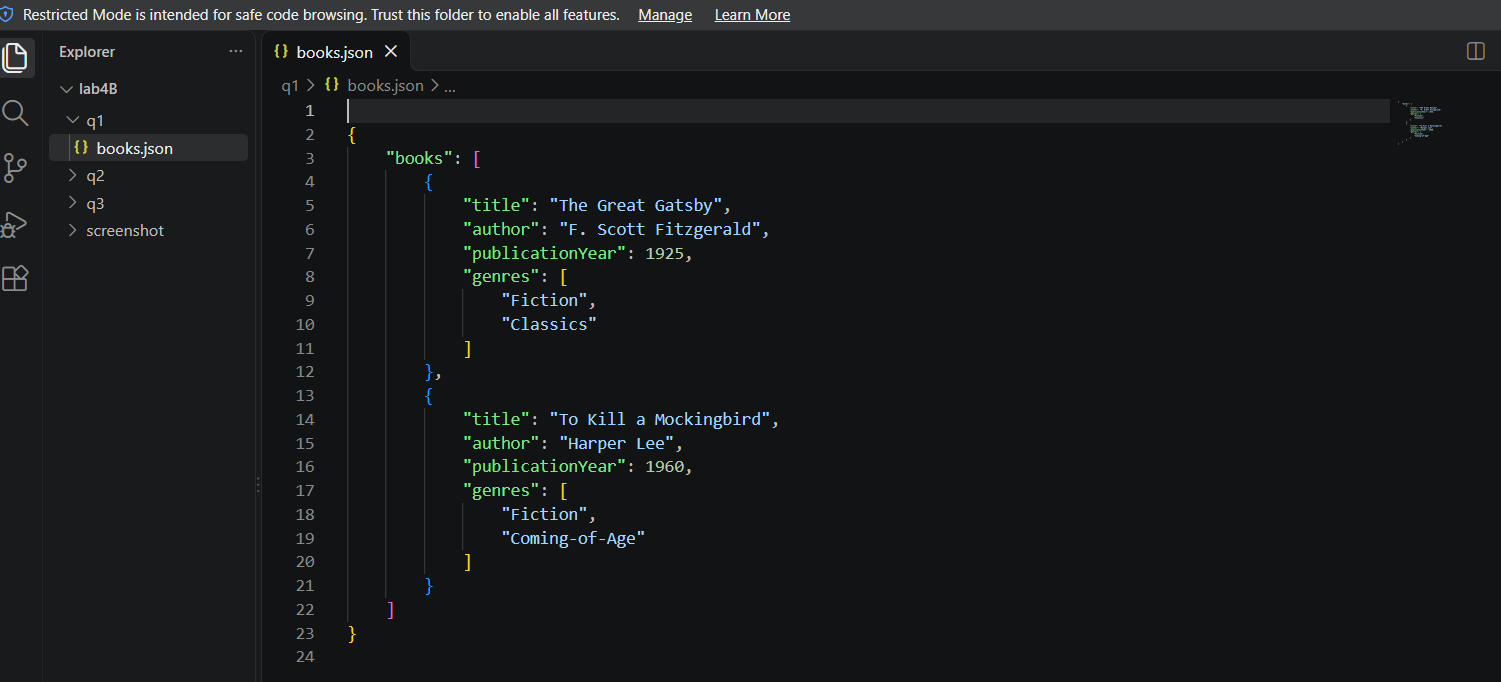 Restricted Mode is intended for safe code browsing. Trust this folder to enable all features. Manage Learn More
Explorer ...
lab4B
q1
{} books.json
q2
q3
screenshot
{} books.json ×
q1 > {} books.json > ...
1
2 {
3     "books": [
4         {
5             "title": "The Great Gatsby",
6             "author": "F. Scott Fitzgerald",
7             "publicationYear": 1925,
8             "genres": [
9                 "Fiction",
10                 "Classics"
11             ]
12         },
13         {
14             "title": "To Kill a Mockingbird",
15             "author": "Harper Lee",
16             "publicationYear": 1960,
17             "genres": [
18                 "Fiction",
19                 "Coming-of-Age"
20             ]
21         }
22     ]
23 }
24